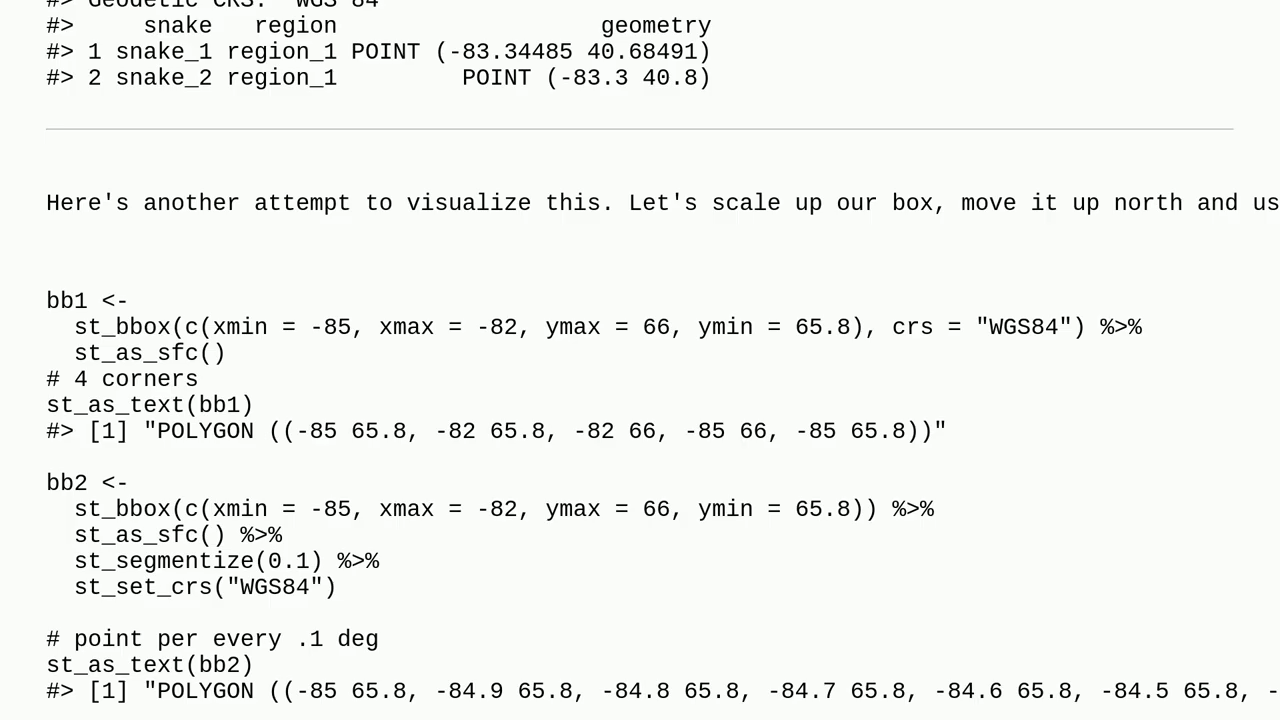 #> Geodetic CRS:  WGS 84
#>     snake   region                   geometry
#> 1 snake_1 region_1 POINT (-83.34485 40.68491)
#> 2 snake_2 region_1         POINT (-83.3 40.8)
Here's another attempt to visualize this. Let's scale up our box, move it up north and us
bb1 <-
  st_bbox(c(xmin = -85, xmax = -82, ymax = 66, ymin = 65.8), crs = "WGS84") %>%
  st_as_sfc()
# 4 corners
st_as_text(bb1)
#> [1] "POLYGON ((-85 65.8, -82 65.8, -82 66, -85 66, -85 65.8))"
bb2 <-
  st_bbox(c(xmin = -85, xmax = -82, ymax = 66, ymin = 65.8)) %>%
  st_as_sfc() %>%
  st_segmentize(0.1) %>%
  st_set_crs("WGS84")
# point per every .1 deg
st_as_text(bb2)
#> [1] "POLYGON ((-85 65.8, -84.9 65.8, -84.8 65.8, -84.7 65.8, -84.6 65.8, -84.5 65.8, -